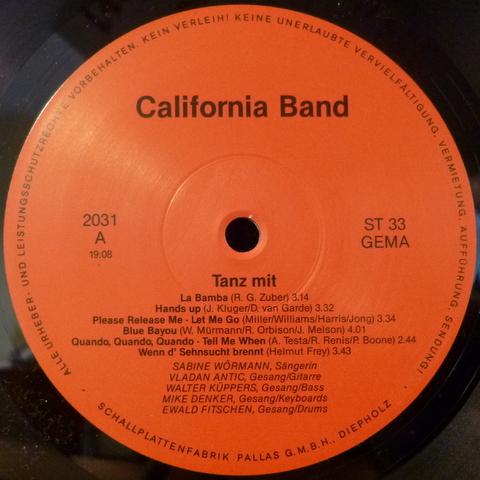 ALLE URHEBER- UND LEISTUNGSSCHUTZRECHTE VORBEHALTEN. KEIN VERLEIH! KEINE UNERLAUBTE VERVIELFÄLTIGUNG, VERMIETUNG, AUFFÜHRUNG, SENDUNG!
California Band
2031
A
19:08
ST 33
GEMA
Tanz mit
La Bamba (R. G. Zuber) 3.14
Hands up (J. Kluger/D. van Garde) 3.32
Please Release Me - Let Me Go (Miller/Williams/Harris/Jong) 3.34
Blue Bayou (W. Mürmann/R. Orbison/J. Melson) 4.01
Quando, Quando, Quando - Tell Me When (A. Testa/R. Renis/P. Boone) 2.44
Wenn d' Sehnsucht brennt (Helmut Frey) 3.43
SABINE WÖRMANN, Sängerin
VLADAN ANTIC, Gesang/Gitarre
WALTER KÜPPERS, Gesang/Bass
MIKE DENKER, Gesang/Keyboards
EWALD FITSCHEN, Gesang/Drums
SCHALLPLATTENFABRIK PALLAS G.M.B.H., DIEPHOLZ